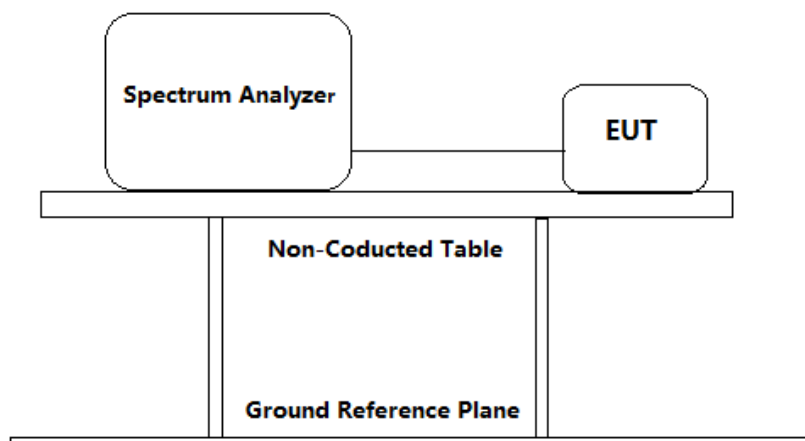 Spectrum Analyzer
EUT
Non-Coducted Table
Ground Reference Plane